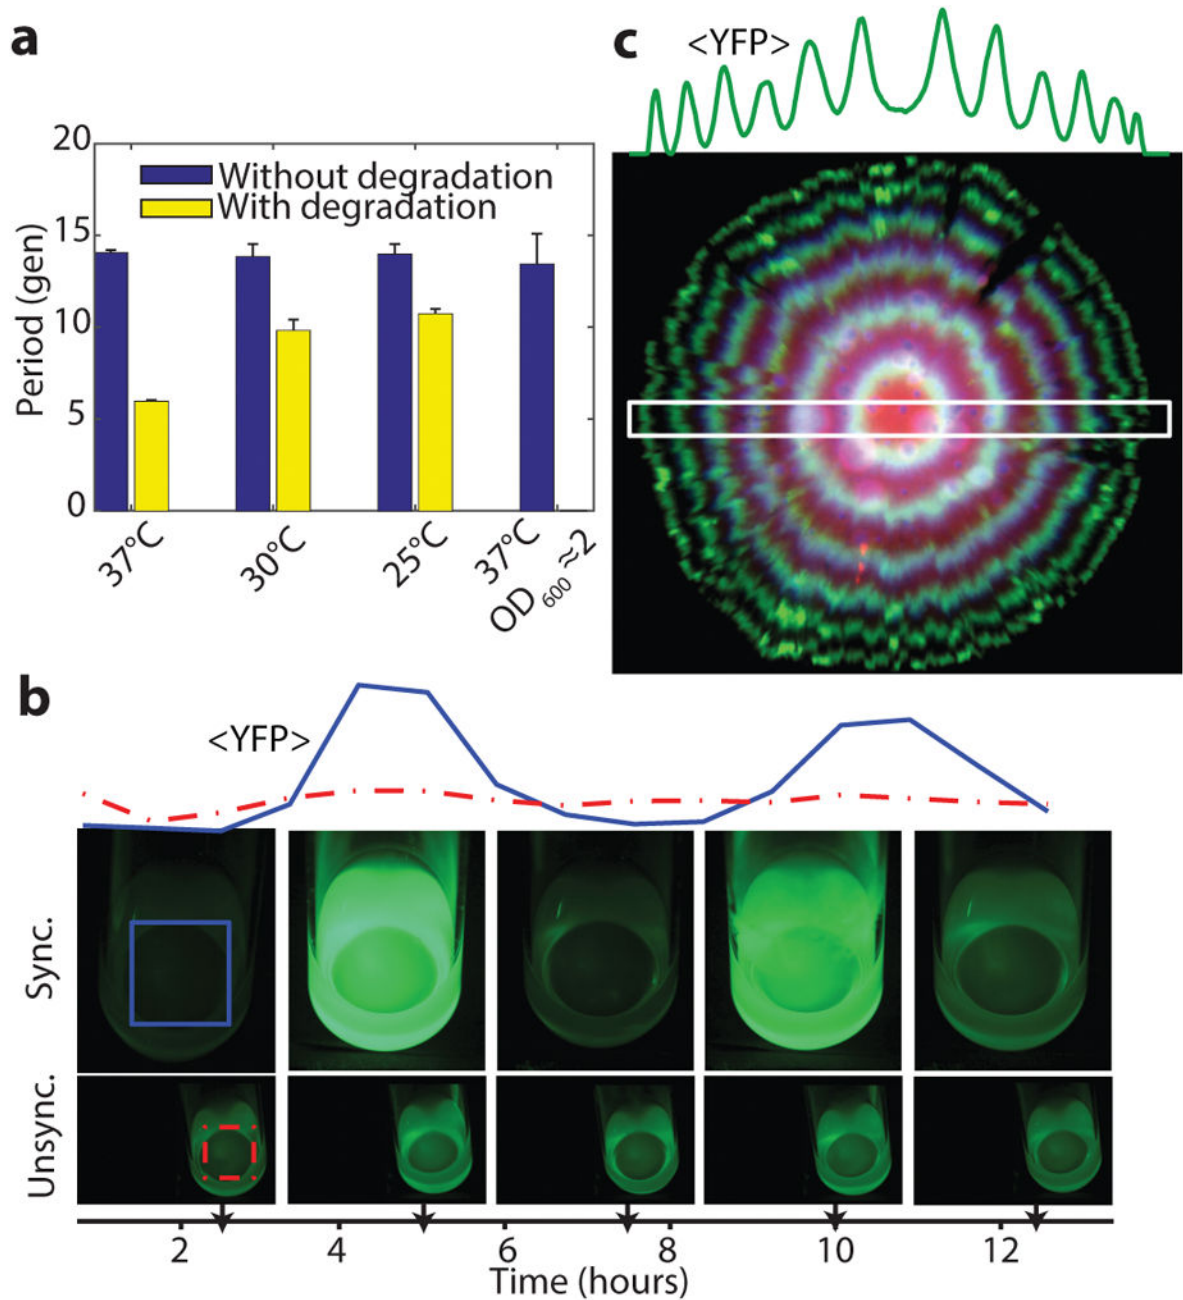 a
20
15
10
5
0
Period (gen)
Without degradation
With degradation
37°C
30°C
25°C
37°C
OD600 ≈2
c
<YFP>
b
<YFP>
Sync.
Unsync.
2 4 6 8 10 12
Time (hours)